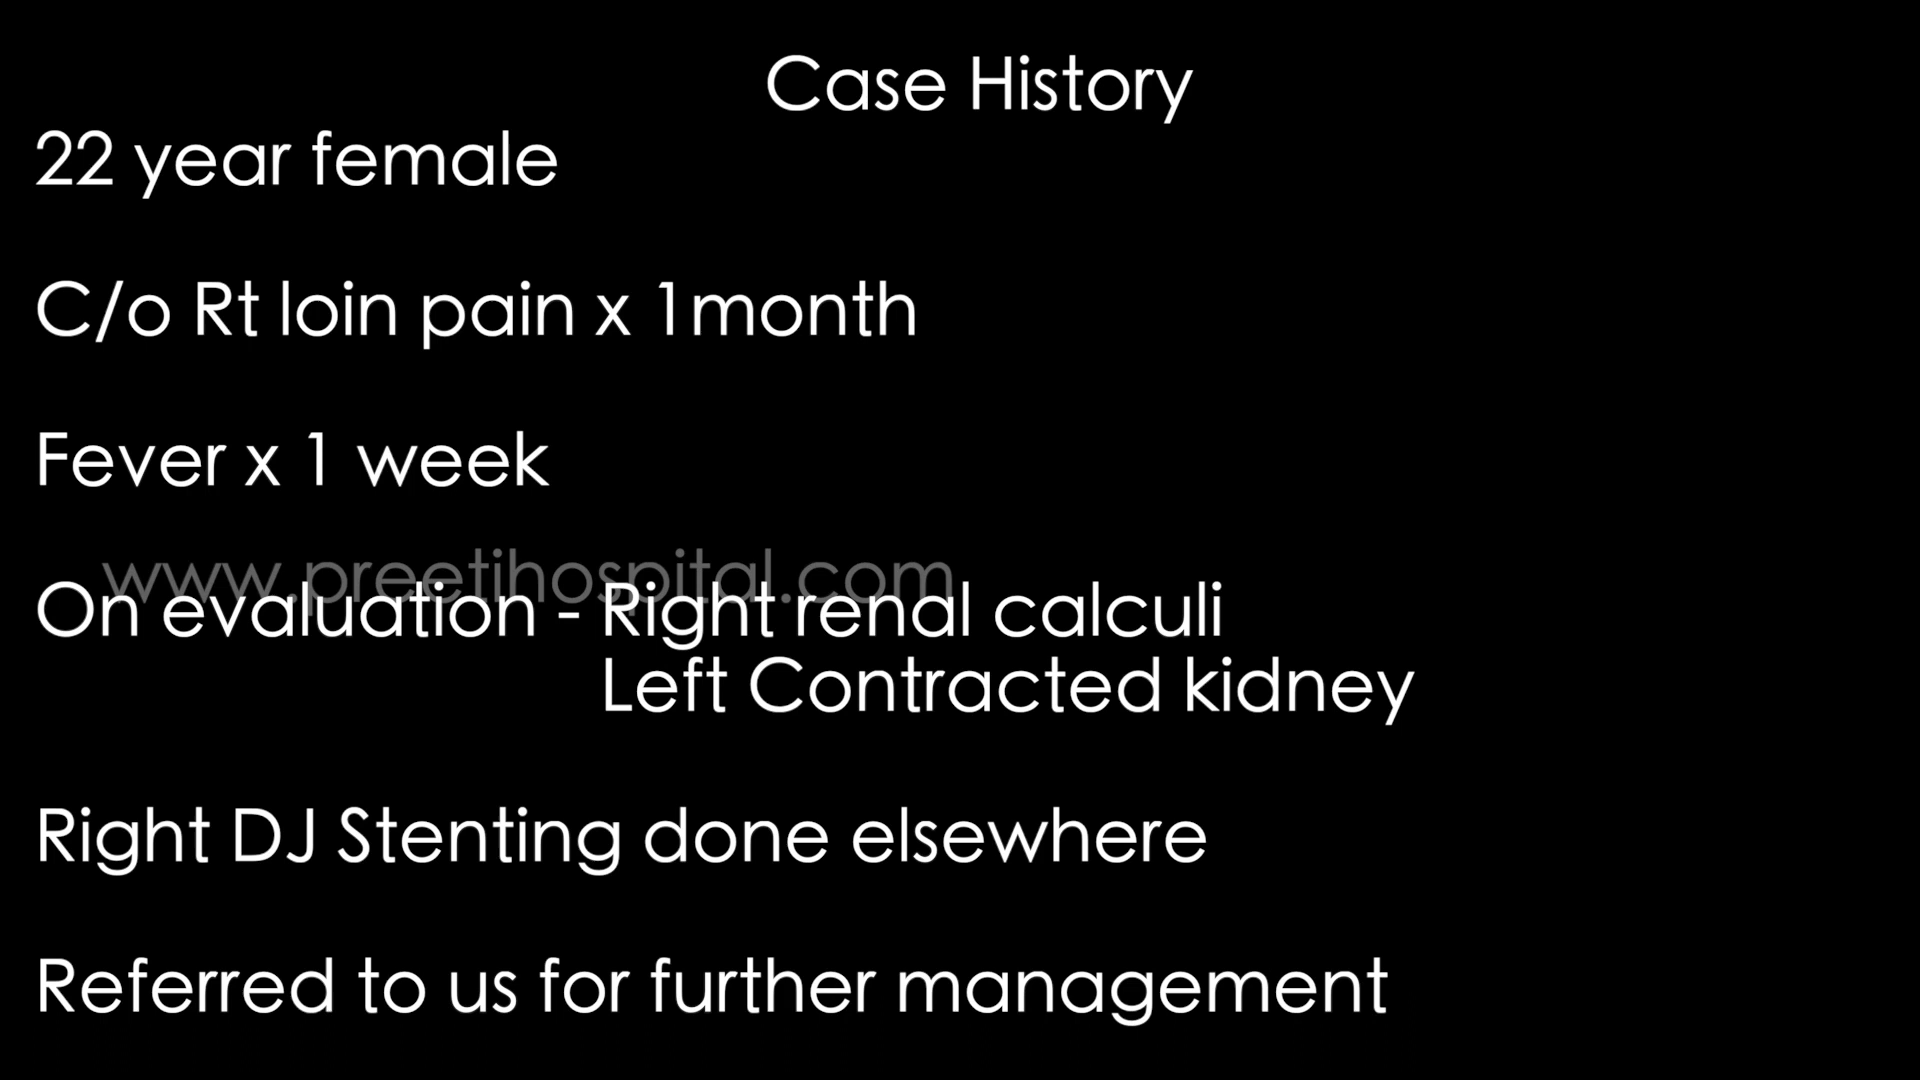 Case History
22 year female
C/o Rt loin pain x 1month
Fever x 1 week
www.preetihospital.com
On evaluation - Right renal calculi
Left Contracted kidney
Right DJ Stenting done elsewhere
Referred to us for further management